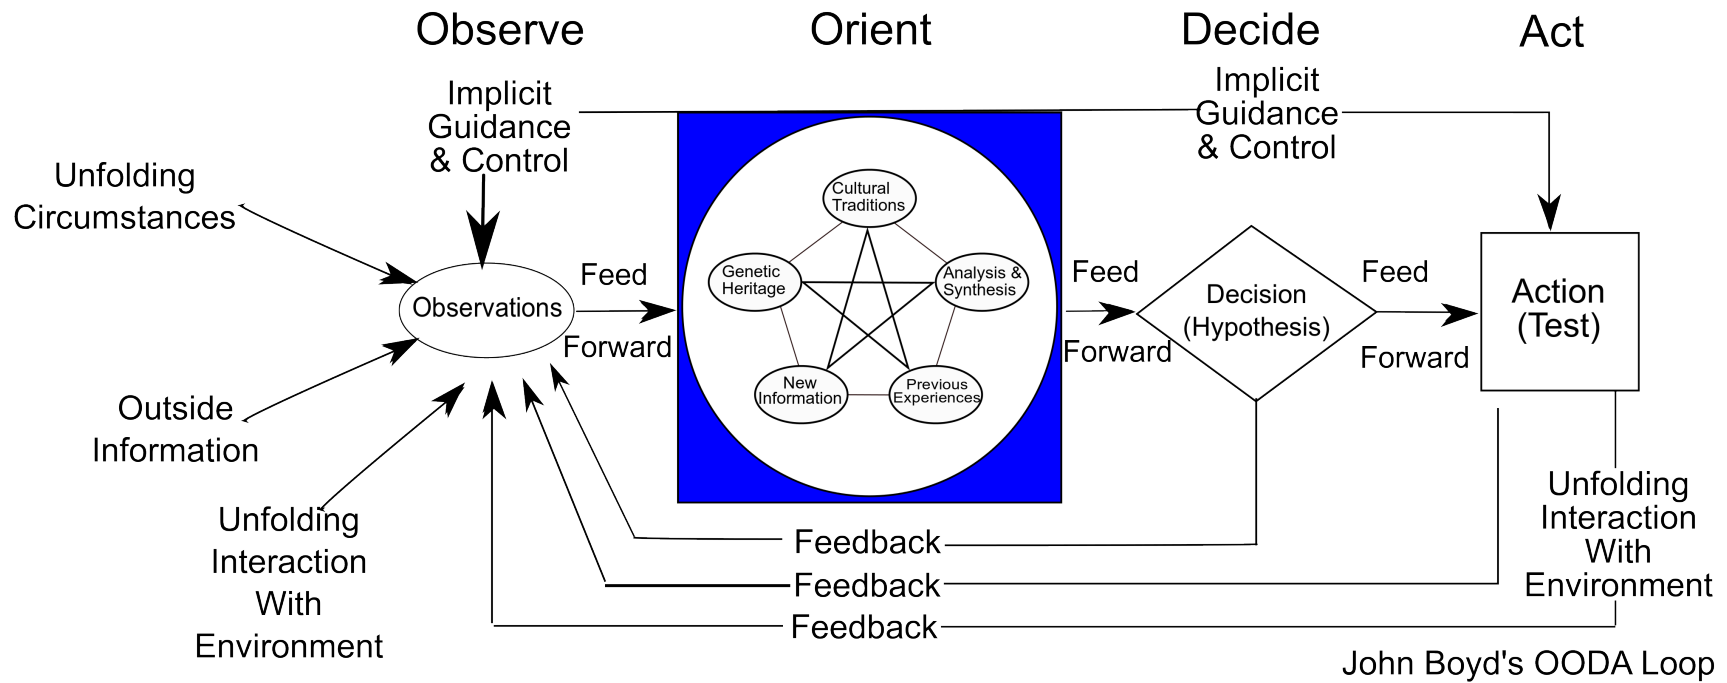 Observe
Orient
Decide
Act
Implicit
Guidance
& Control
Implicit
Guidance
& Control
Unfolding
Circumstances
Cultural
Traditions
Genetic
Heritage
Analysis &
Synthesis
New
Information
Previous
Experiences
Observations
Feed
Forward
Feed
Forward
Decision
(Hypothesis)
Feed
Forward
Action
(Test)
Outside
Information
Unfolding
Interaction
With
Environment
Unfolding
Interaction
With
Environment
Feedback
Feedback
Feedback
John Boyd's OODA Loop